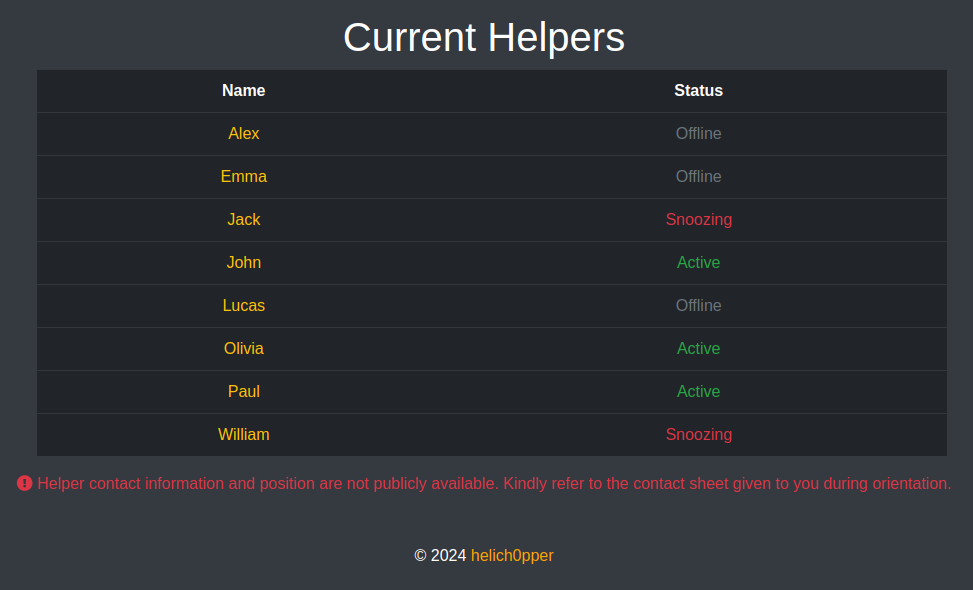 Current Helpers
Name Status
Alex Offline
Emma Offline
Jack Snoozing
John Active
Lucas Offline
Olivia Active
Paul Active
William Snoozing
Helper contact information and position are not publicly available. Kindly refer to the contact sheet given to you during orientation.
© 2024 helich0pper